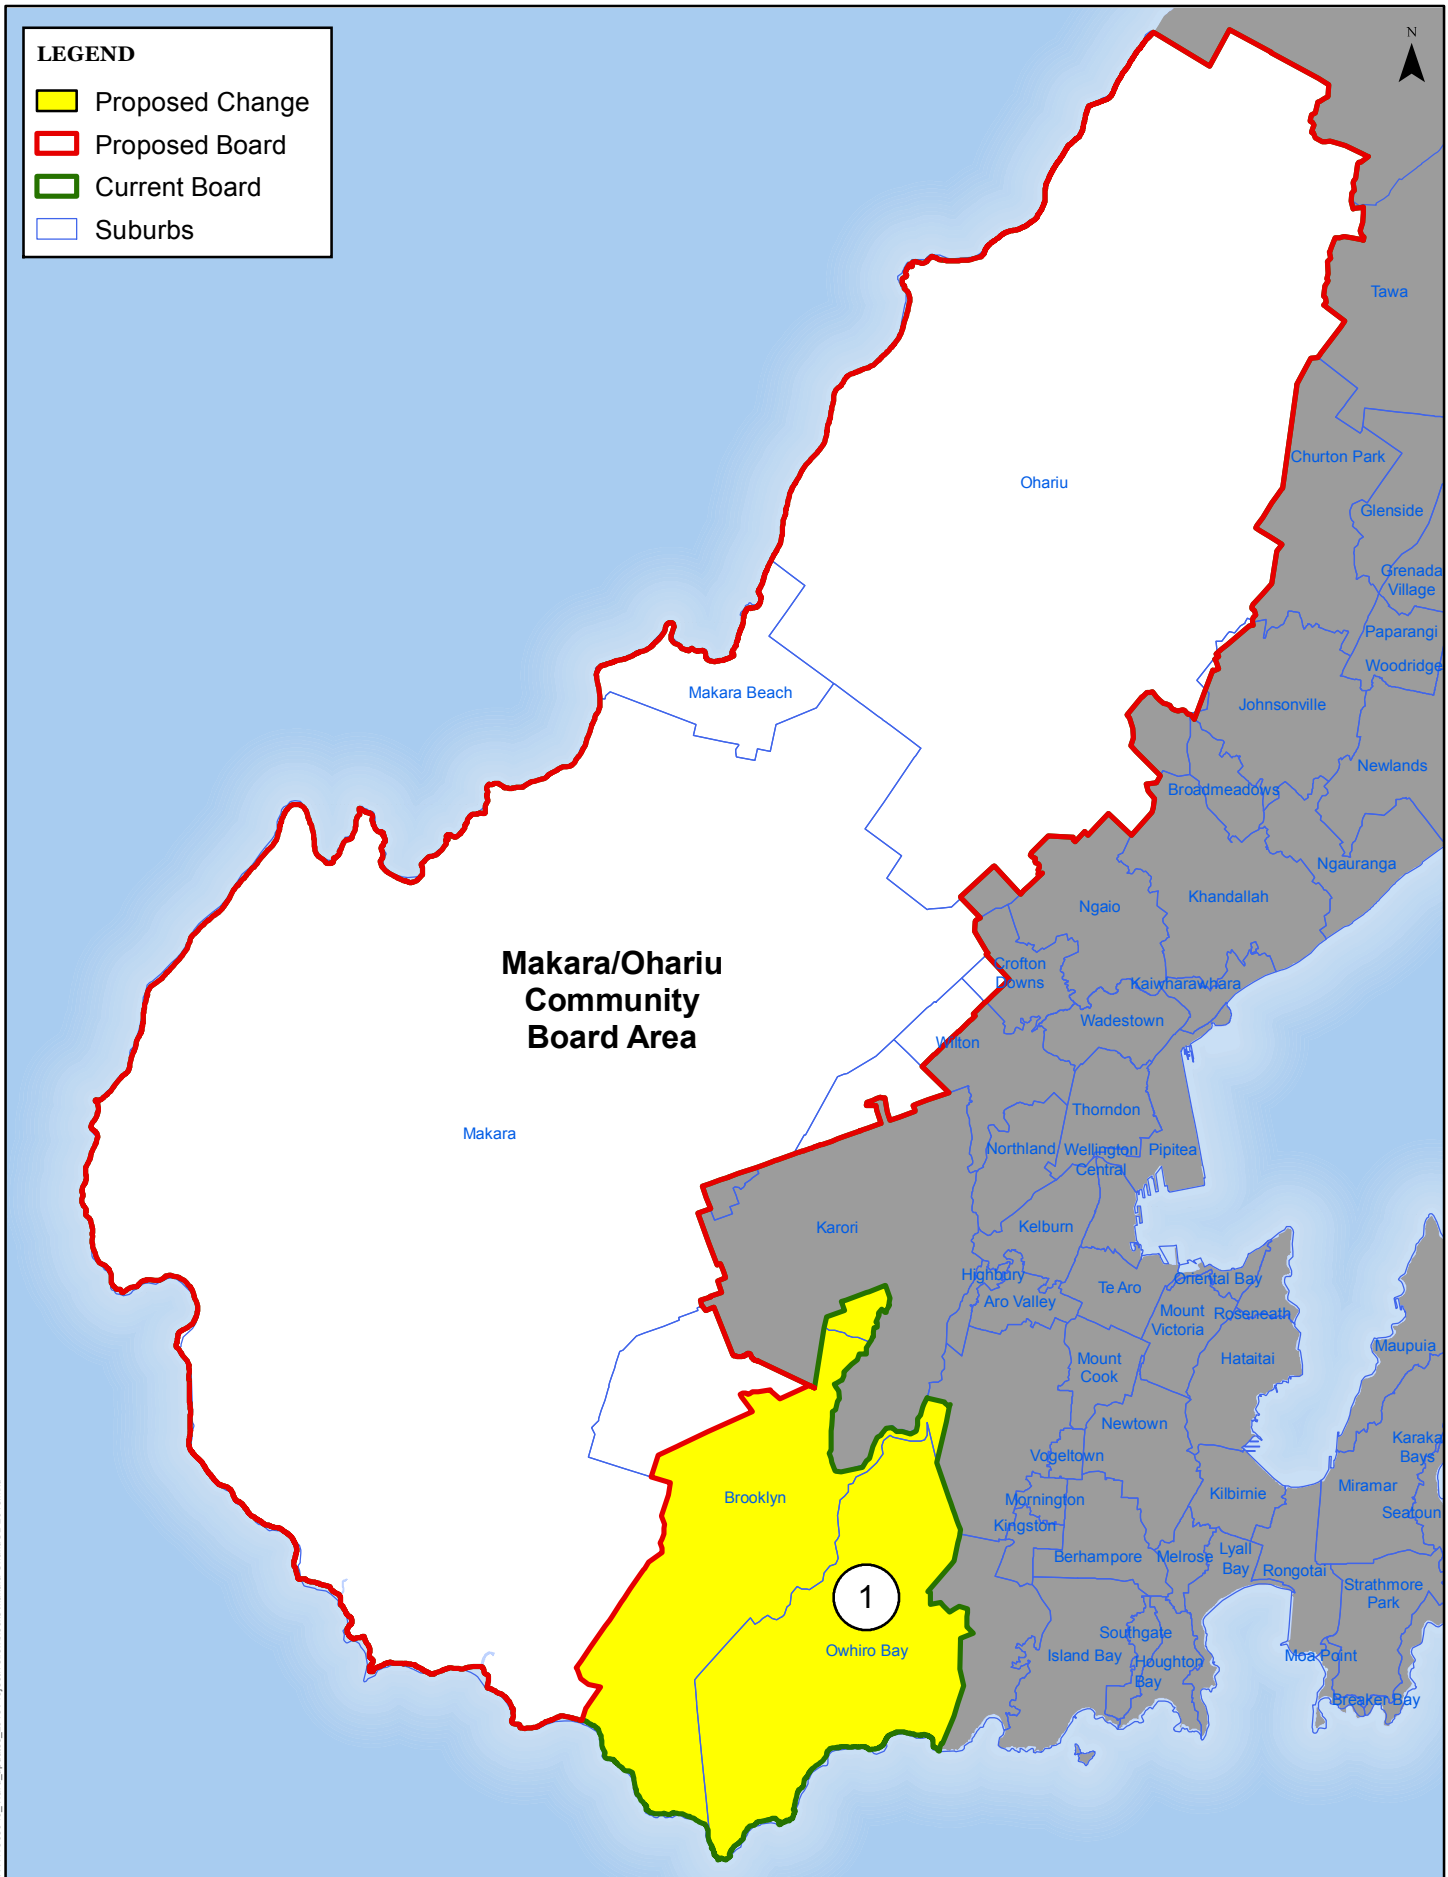 LEGEND
Proposed Change
Proposed Board
Current Board
Suburbs
N
Tawa
Churton Park
Ohariu
Glenside
Grenada
Village
Paparangi
Woodridge
Makara Beach
Johnsonville
Newlands
Broadmeadows
Ngauranga
Khandallah
Ngaio
Makara/Ohariu
Community
Board Area
Crofton
Downs
Kaiwharawhara
Wadestown
Wilton
Thorndon
Makara
Northland
Wellington
Central
Pipitea
Karori
Kelburn
Highbury
Aro Valley
Te Aro
Oriental Bay
Mount
Victoria
Roseneath
Maupuia
Mount
Cook
Hataitai
Newtown
Karaka
Bays
Vogeltown
Miramar
Brooklyn
Mornington
Kilbirnie
Seatoun
Kingston
Berhampore
Melrose
Lyall
Bay
Rongotai
Strathmore
Park
1
Owhiro Bay
Southgate
Island Bay
Houghton
Bay
Moa Point
Breaker Bay